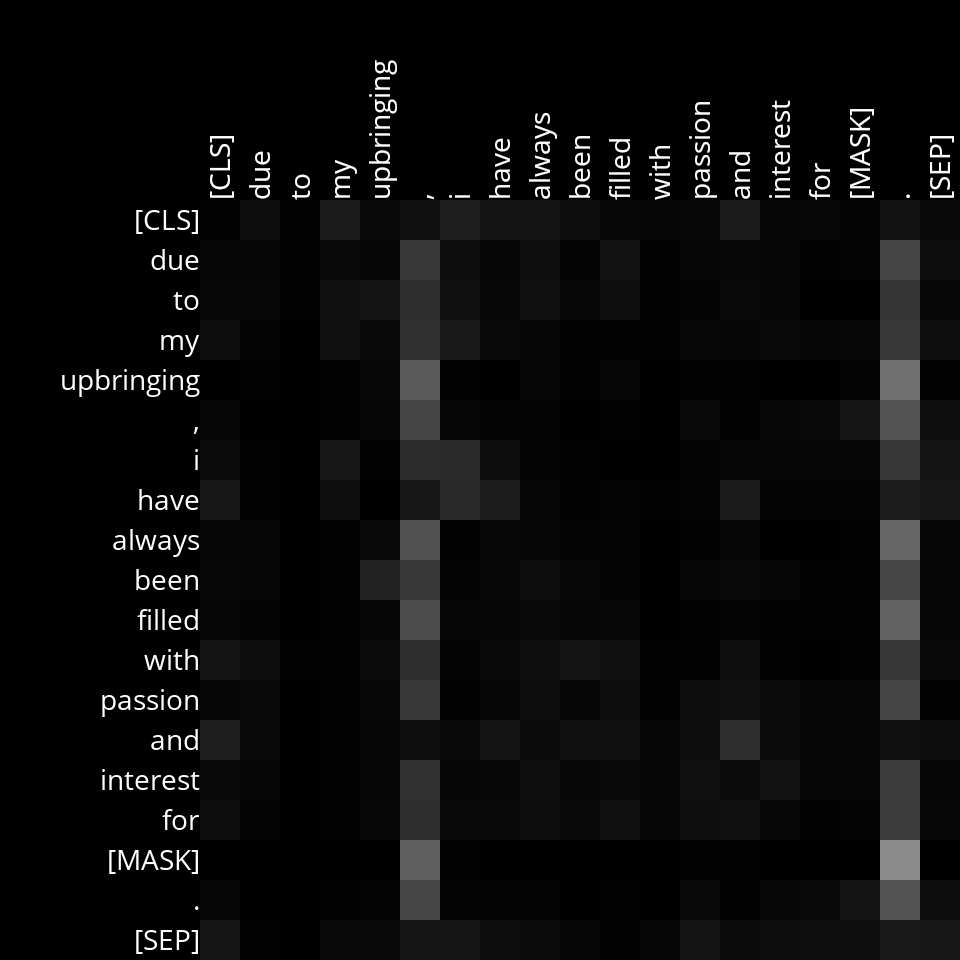 [CLS] due to my upbringing , i have always been filled with passion and interest for [MASK] . [SEP]
[CLS]
due
to
my
upbringing
,
i
have
always
been
filled
with
passion
and
interest
for
[MASK]
.
[SEP]